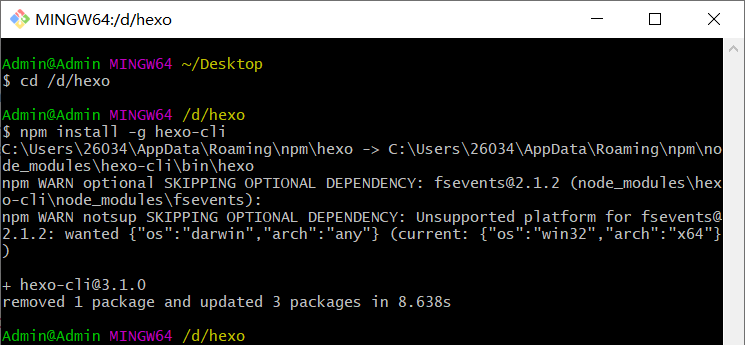 MINGW64:/d/hexo
Admin@Admin MINGW64 ~/Desktop
$ cd /d/hexo
Admin@Admin MINGW64 /d/hexo
$ npm install -g hexo-cli
C:\Users\26034\AppData\Roaming\npm\hexo -> C:\Users\26034\AppData\Roaming\npm\no
de_modules\hexo-cli\bin\hexo
npm WARN optional SKIPPING OPTIONAL DEPENDENCY: fsevents@2.1.2 (node_modules\hex
o-cli\node_modules\fsevents):
npm WARN notsup SKIPPING OPTIONAL DEPENDENCY: Unsupported platform for fsevents@
2.1.2: wanted {"os":"darwin","arch":"any"} (current: {"os":"win32","arch":"x64"}
)
+ hexo-cli@3.1.0
removed 1 package and updated 3 packages in 8.638s
Admin@Admin MINGW64 /d/hexo